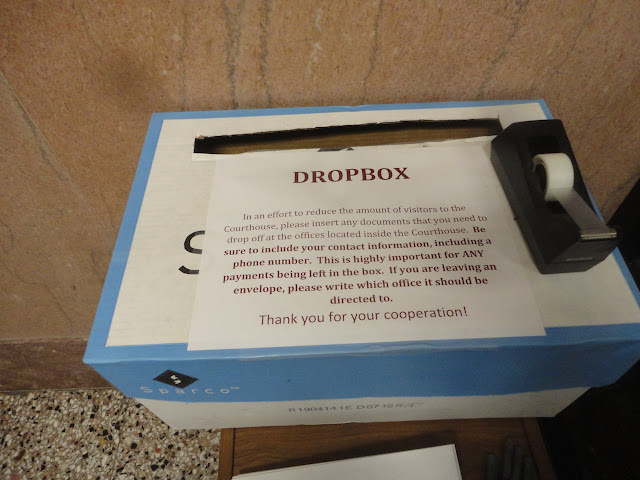 DROPBOX
In an effort to reduce the amount of visitors to the
Courthouse, please insert any documents that you need to
drop off at the offices located inside the Courthouse. Be
sure to include your contact information, including a
phone number. This is highly important for ANY
payments being left in the box. If you are leaving an
envelope, please write which office it should be
directed to.
Thank you for your cooperation!
S
Sparco™